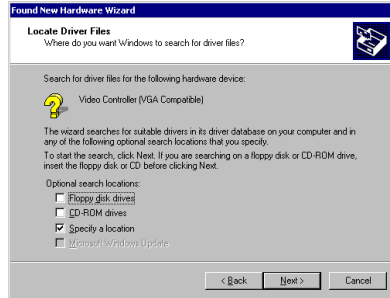 Found New Hardware Wizard
Locate Driver Files
Where do you want Windows to search for driver files?
Search for driver files for the following hardware device:
Video Controller (VGA Compatible)
The wizard searches for suitable drivers in its driver database on your computer and in
any of the following optional search locations that you specify.
To start the search, click Next. If you are searching on a floppy disk or CD-ROM drive,
insert the floppy disk or CD before clicking Next.
Optional search locations:
Floppy disk drives
CD-ROM drives
Specify a location
Microsoft Windows Update
< Back
Next >
Cancel